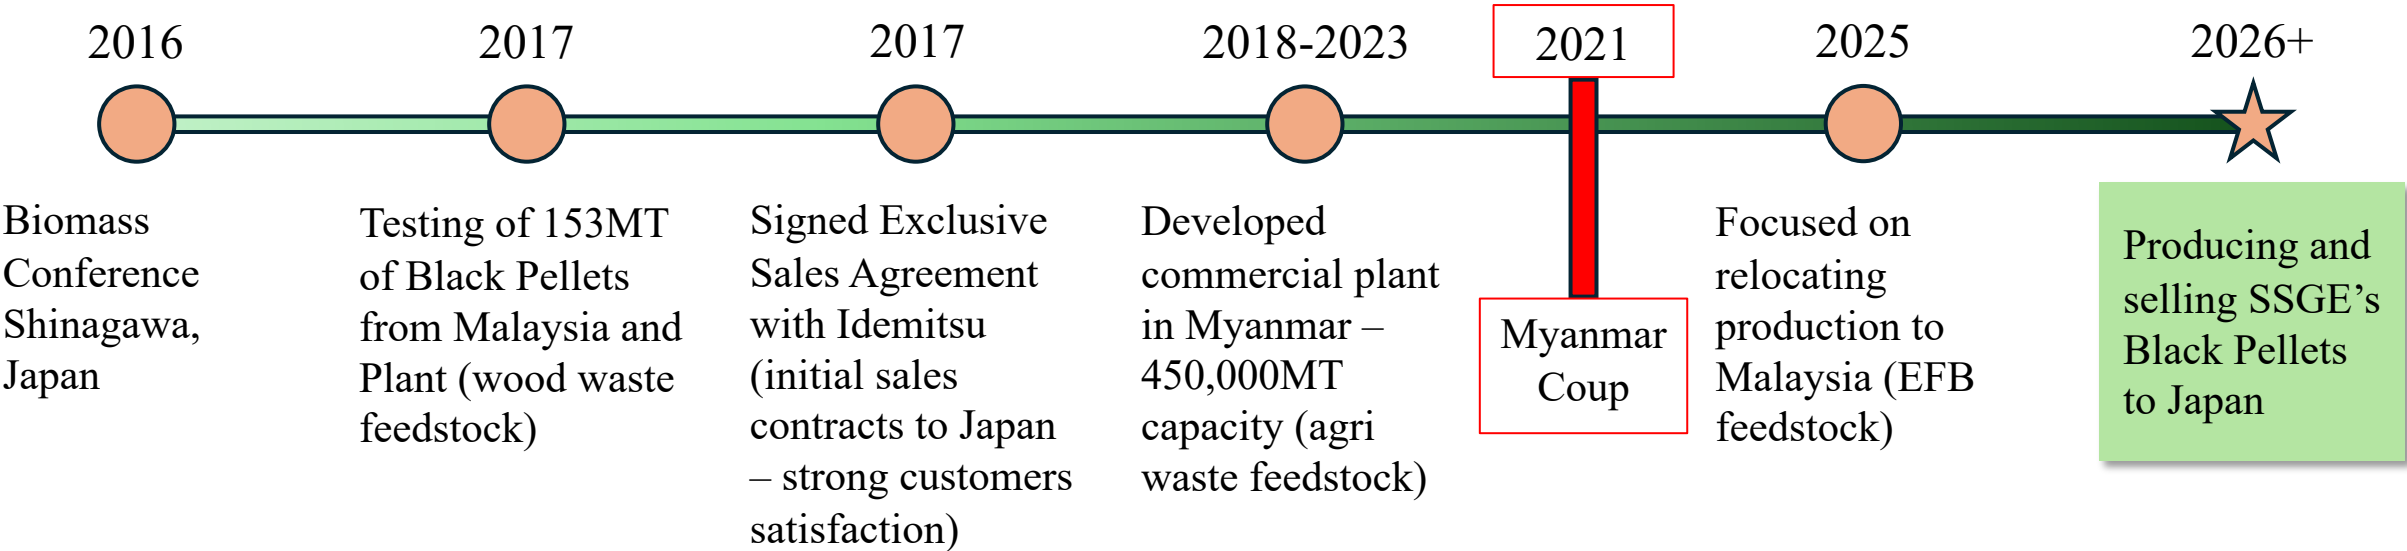 2016
Biomass
Conference
Shinagawa,
Japan
2017
Testing of 153MT
of Black Pellets
from Malaysia and
Plant (wood waste
feedstock)
2017
Signed Exclusive
Sales Agreement
with Idemitsu
(initial sales
contracts to Japan
– strong customers
satisfaction)
2018-2023
Developed
commercial plant
in Myanmar –
450,000MT
capacity (agri
waste feedstock)
2021
Myanmar
Coup
2025
Focused on
relocating
production to
Malaysia (EFB
feedstock)
2026+
Producing and
selling SSGE’s
Black Pellets
to Japan